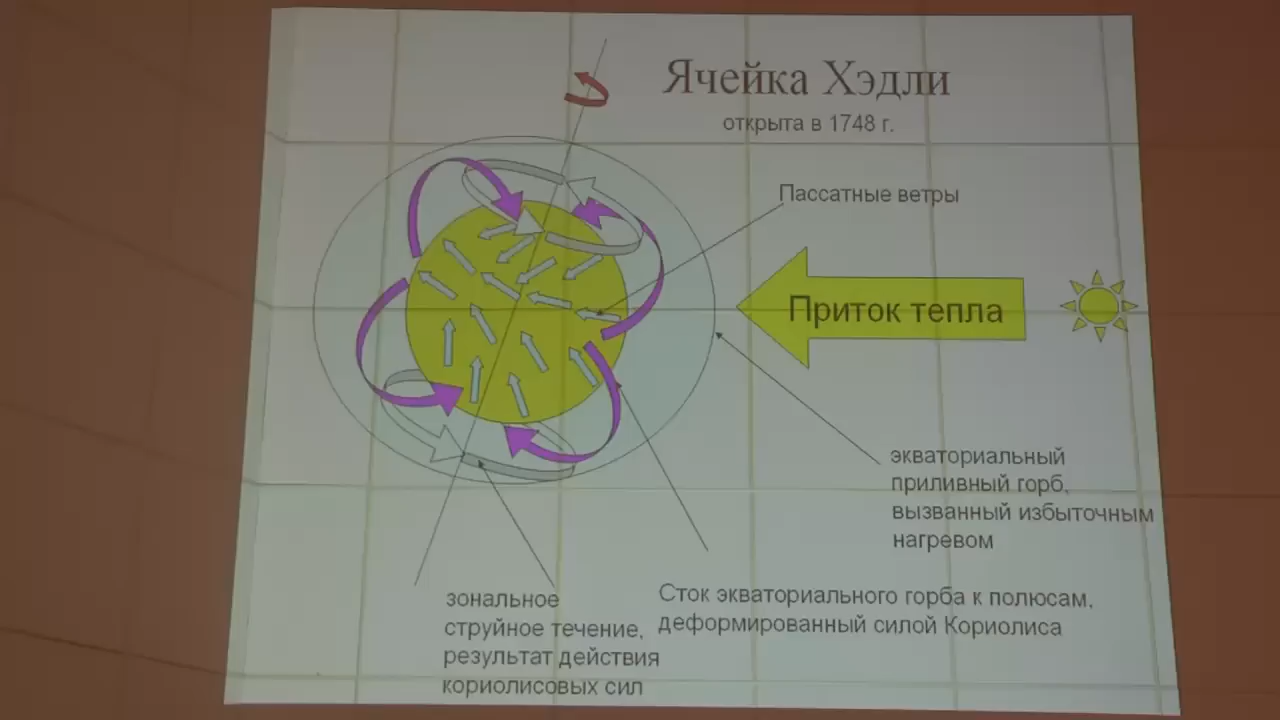 Ячейка Хэдли
открыта в 1748 г.
Пассатные ветры
Приток тепла
экваториальный
приливный горб,
вызванный избыточным
нагревом
Сток экваториального горба к полюсам,
деформированный силой Кориолиса
зональное
струйное течение,
результат действия
кориолисовых сил